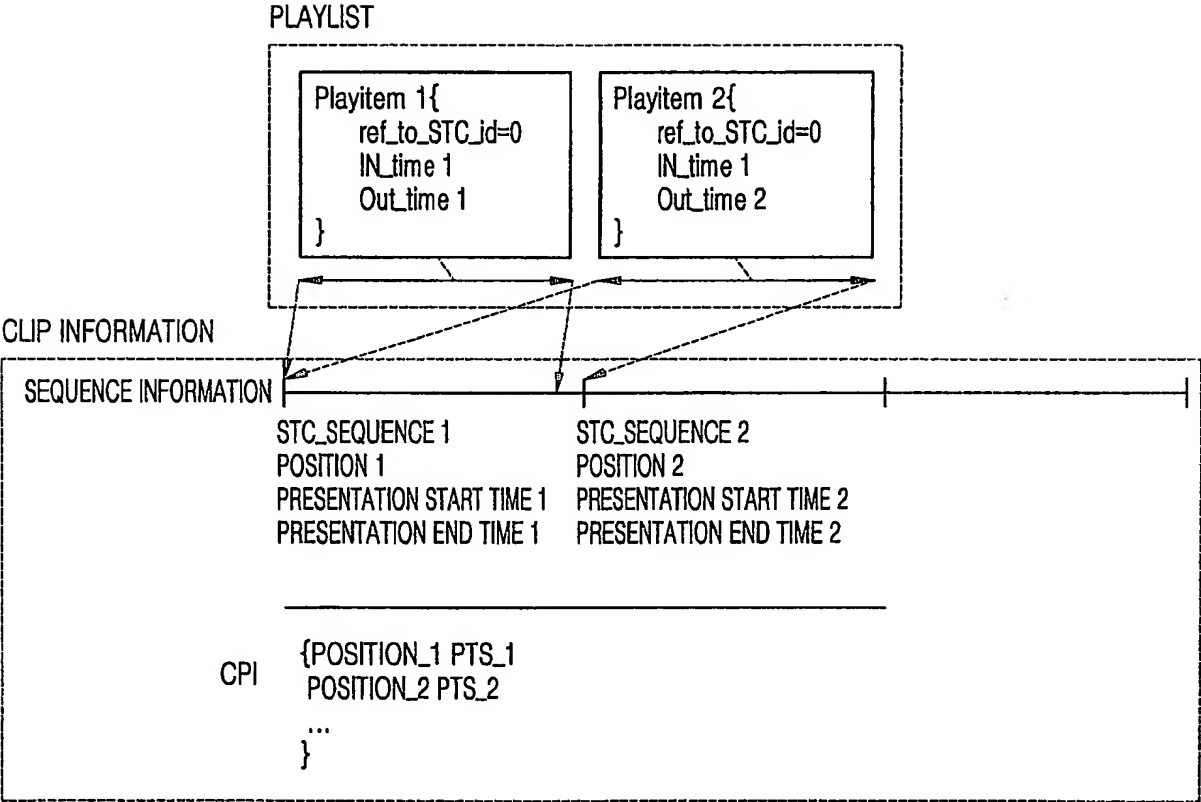 PLAYLIST
Playitem 1{
ref_to_STC_id=0
IN_time 1
Out_time 1
}
Playitem 2{
ref_to_STC_id=0
IN_time 1
Out_time 2
}
CLIP INFORMATION
SEQUENCE INFORMATION
STC_SEQUENCE 1
POSITION 1
PRESENTATION START TIME 1
PRESENTATION END TIME 1
STC_SEQUENCE 2
POSITION 2
PRESENTATION START TIME 2
PRESENTATION END TIME 2
CPI
{POSITION_1 PTS_1
POSITION_2 PTS_2
...
}